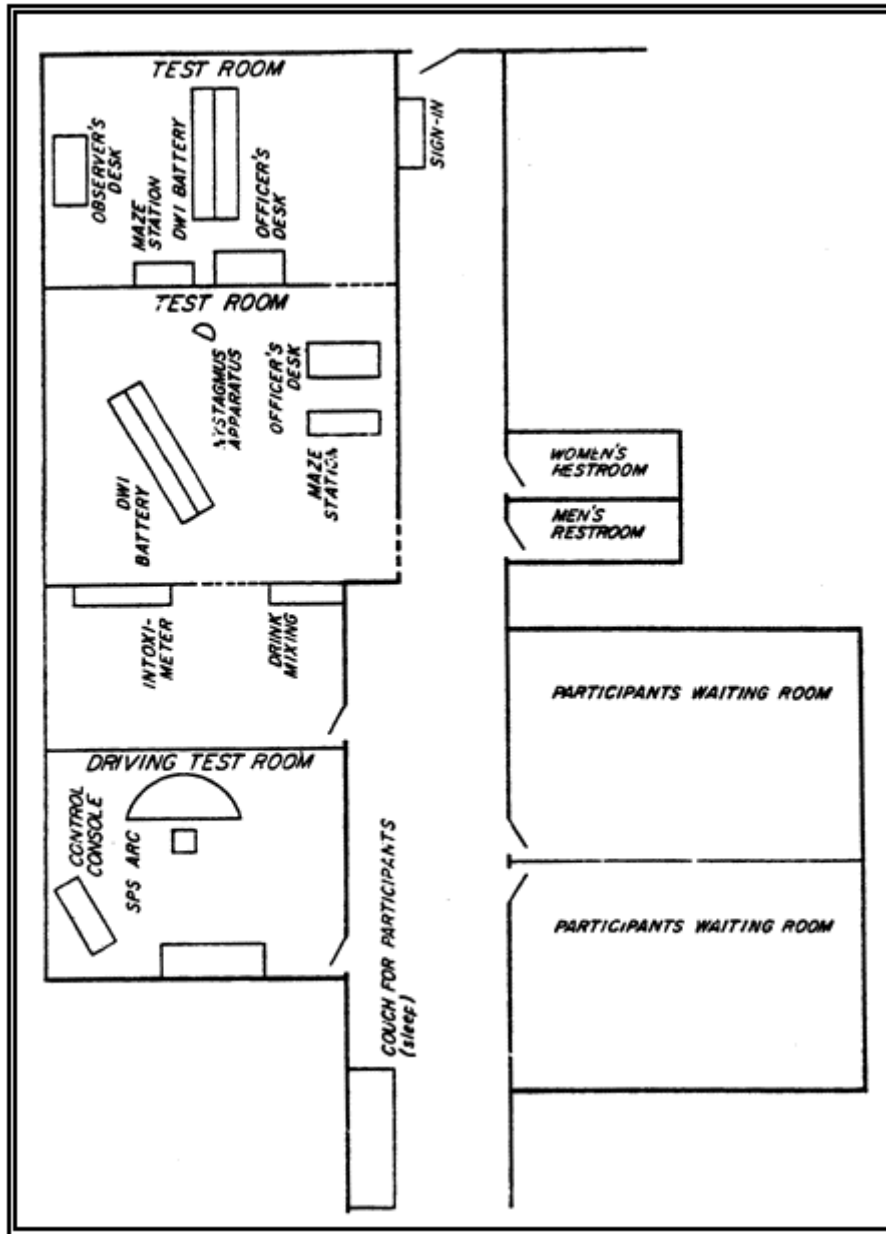 TEST ROOM
OBSERVER'S
DESK
MAZE
STATION
DWI BATTERY
OFFICER'S
DESK
SIGN-IN
TEST ROOM
NYSTAGMUS
APPARATUS
OFFICER'S
DESK
DWI
BATTERY
MAZE
STATION
WOMEN'S
RESTROOM
MEN'S
RESTROOM
INTOXI-
METER
DRINK
MIXING
PARTICIPANTS WAITING ROOM
DRIVING TEST ROOM
CONTROL
CONSOLE
SPS ARC
COUCH FOR PARTICIPANTS
(sleep)
PARTICIPANTS WAITING ROOM